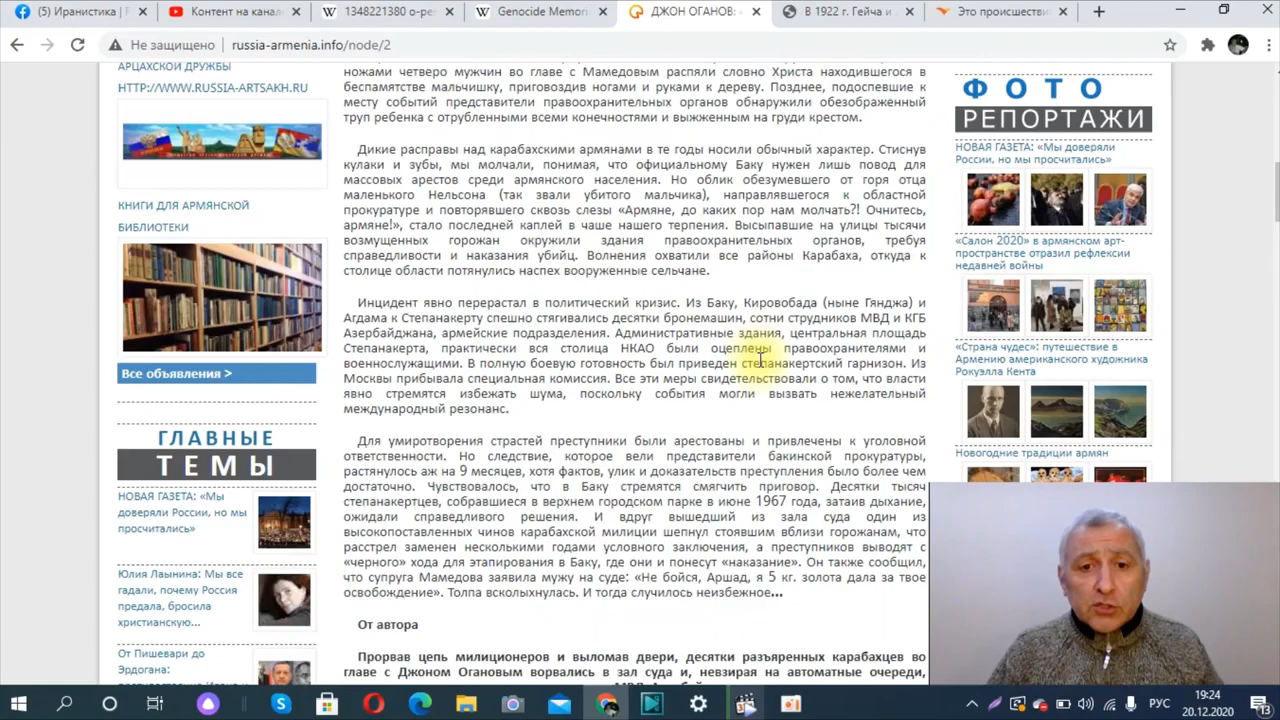 Иранистика |
Контент на канал
1348221380 o-pe
Genocide Memori
ДЖОН ОГАНОВ: «
В 1922 г. Гейча и
Это происшестви
Не защищено
russia-armenia.info/node/2
АРЦАХСКОЙ ДРУЖБЫ
HTTP://WWW.RUSSIA-ARTSAKH.RU
КНИГИ ДЛЯ АРМЯНСКОЙ
БИБЛИОТЕКИ
Все объявления >
ГЛАВНЫЕ
ТЕМЫ
НОВАЯ ГАЗЕТА: «Мы
доверяли России, но мы
просчитались»
Юлия Лаынина: Мы все
гадали, почему Россия
предала, бросила
христианскую...
От Пишевари до
Эрдогана:
ножами четверо мужчин во главе с Мамедовым распяли словно Христа находившегося в
беспамятстве мальчишку, приговоздив ногами и руками к дереву. Позднее, подоспевшие к
месту событий представители правоохранительных органов обнаружили обезображенный
труп ребенка с отрубленными всеми конечностями и выжженным на груди крестом.
над карабахскими армянами в те годы носили обычный характер. Стиснув
кулаки и зубы, мы молчали, понимая, что официальному Баку нужен лишь повод для
массовых арестов среди армянского населения. Но облик обезумевшего от горя отца
маленького Нельсона (так звали убитого мальчика), направлявшегося к областной
прокуратуре и повторявшего сквозь слезы «Армяне, до каких пор нам молчать?! Очнитесь,
армяне!», стало последней каплей в чаше нашего терпения. Высыпавшие на улицы тысячи
возмущенных горожан окружили здания правоохранительных органов, требуя
справедливости и наказания убийц. Волнения охватили все районы Карабаха, откуда к
столице области потянулись наспех вооруженные сельчане.
Инцидент явно перерастал в политический кризис. Из Баку, Кировобада (ныне Гянджа) и
Агдама к Степанакерту спешно стягивались десятки бронемашин, сотни струдников МВД и КГБ
Азербайджана, армейские подразделения. Административные здания, центральная площадь
Степанакерта, практически вся столица НКАО были оцеплены правоохранителями и
военнослужащими. В полную боевую готовность был приведен степанакертский гарнизон. Из
Москвы прибывала специальная комиссия. Все эти меры свидетельствовали о том, что власти
явно стремятся избежать шума, поскольку события могли вызвать нежелательный
международный резонанс.
Для умиротворения страстей преступники были арестованы и привлечены к уголовной
ответственности. Но следствие, которое вели представители бакинской прокуратуры,
растянулось аж на 9 месяцев, хотя фактов, улик и доказательств преступления было более чем
достаточно. Чувствовалось, что в Баку стремятся смягчить приговор. Десятки тысяч
степанакертцев, собравшиеся в верхнем городском парке в июне 1967 года, затаив дыхание,
ожидали справедливого решения. И вдруг вышедший из зала суда один из
высокопоставленных чинов карабахской милиции шепнул стоявшим вблизи горожанам, что
расстрел заменен несколькими годами условного заключения, а преступников выводят с
«черного» хода для этапирования в Баку, где они и понесут «наказание». Он также сообщил,
что супруга Мамедова заявила мужу на суде: «Не бойся, Аршад, я 5 кг. золота дала за твое
освобождение». Толпа всколыхнулась. И тогда случилось неизбежное...
От автора
Прорвав цепь милиционеров и выломав двери, десятки разъяренных карабахцев во
главе с Джоном Огановым ворвались в зал суда и, невзирая на автоматные очереди,
ФОТО
РЕПОРТАЖИ
НОВАЯ ГАЗЕТА: «Мы доверяли
России, но мы просчитались»
«Салон 2020» в армянском арт-
пространстве отразил рефлексии
недавней войны
«Страна чудес»: путешествие в
Армению американского художника
Рокуэлла Кента
Новогодние традиции армян
РУС
19:24
20.12.2020
13